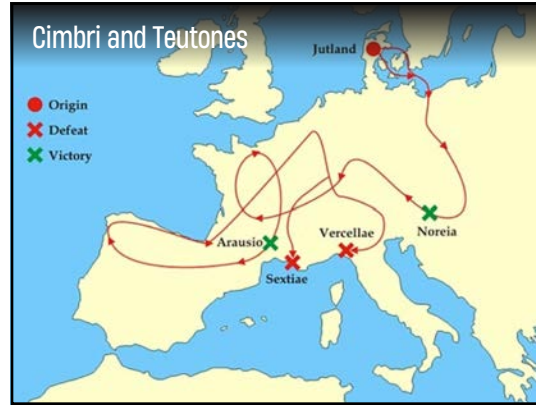 Cimbri and Teutones
Jutland
Origin
Defeat
Victory
Arausio
Vercellae
Noreia
Sextiae